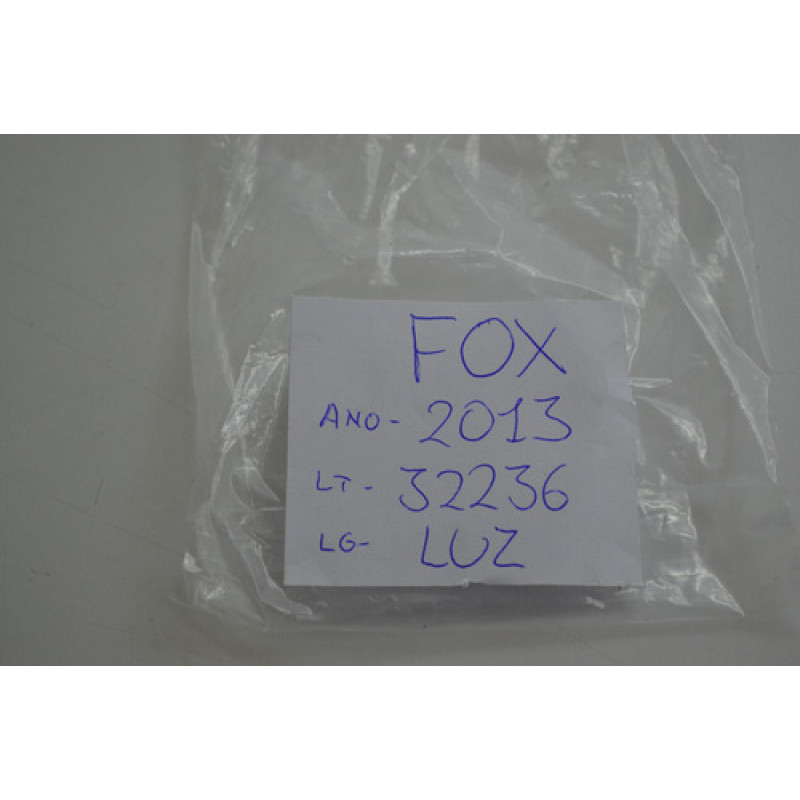 FOX
ANO- 2013
LT- 32236
LG- LUZ